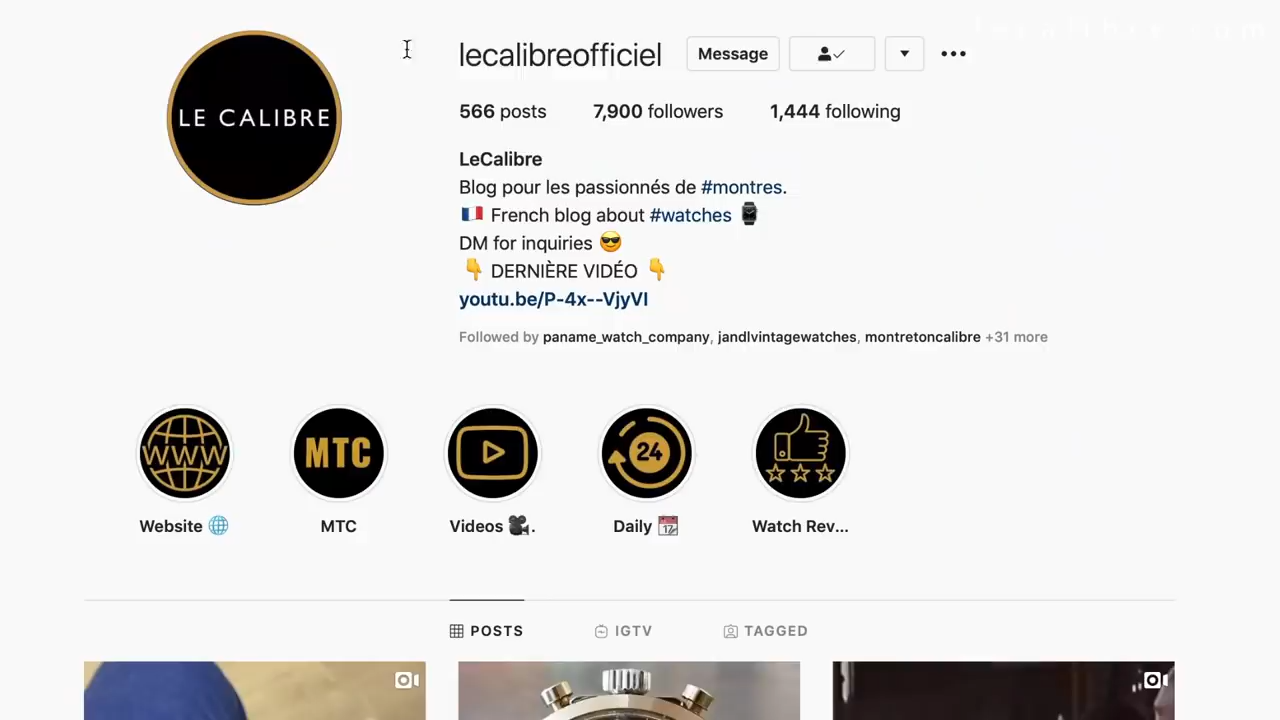 lecalibrv.com
LE CALIBRE
lecalibreofficiel Message
566 posts 7,900 followers 1,444 following
LeCalibre
Blog pour les passionnés de #montres.
French blog about #watches
DM for inquiries
DERNIÈRE VIDÉO
youtu.be/P-4x--VjyVI
Followed by paname_watch_company, jandlvintagewatches, montretoncalibre +31 more
WWW MTC 24
Website MTC Videos . Daily Watch Rev...
POSTS IGTV TAGGED